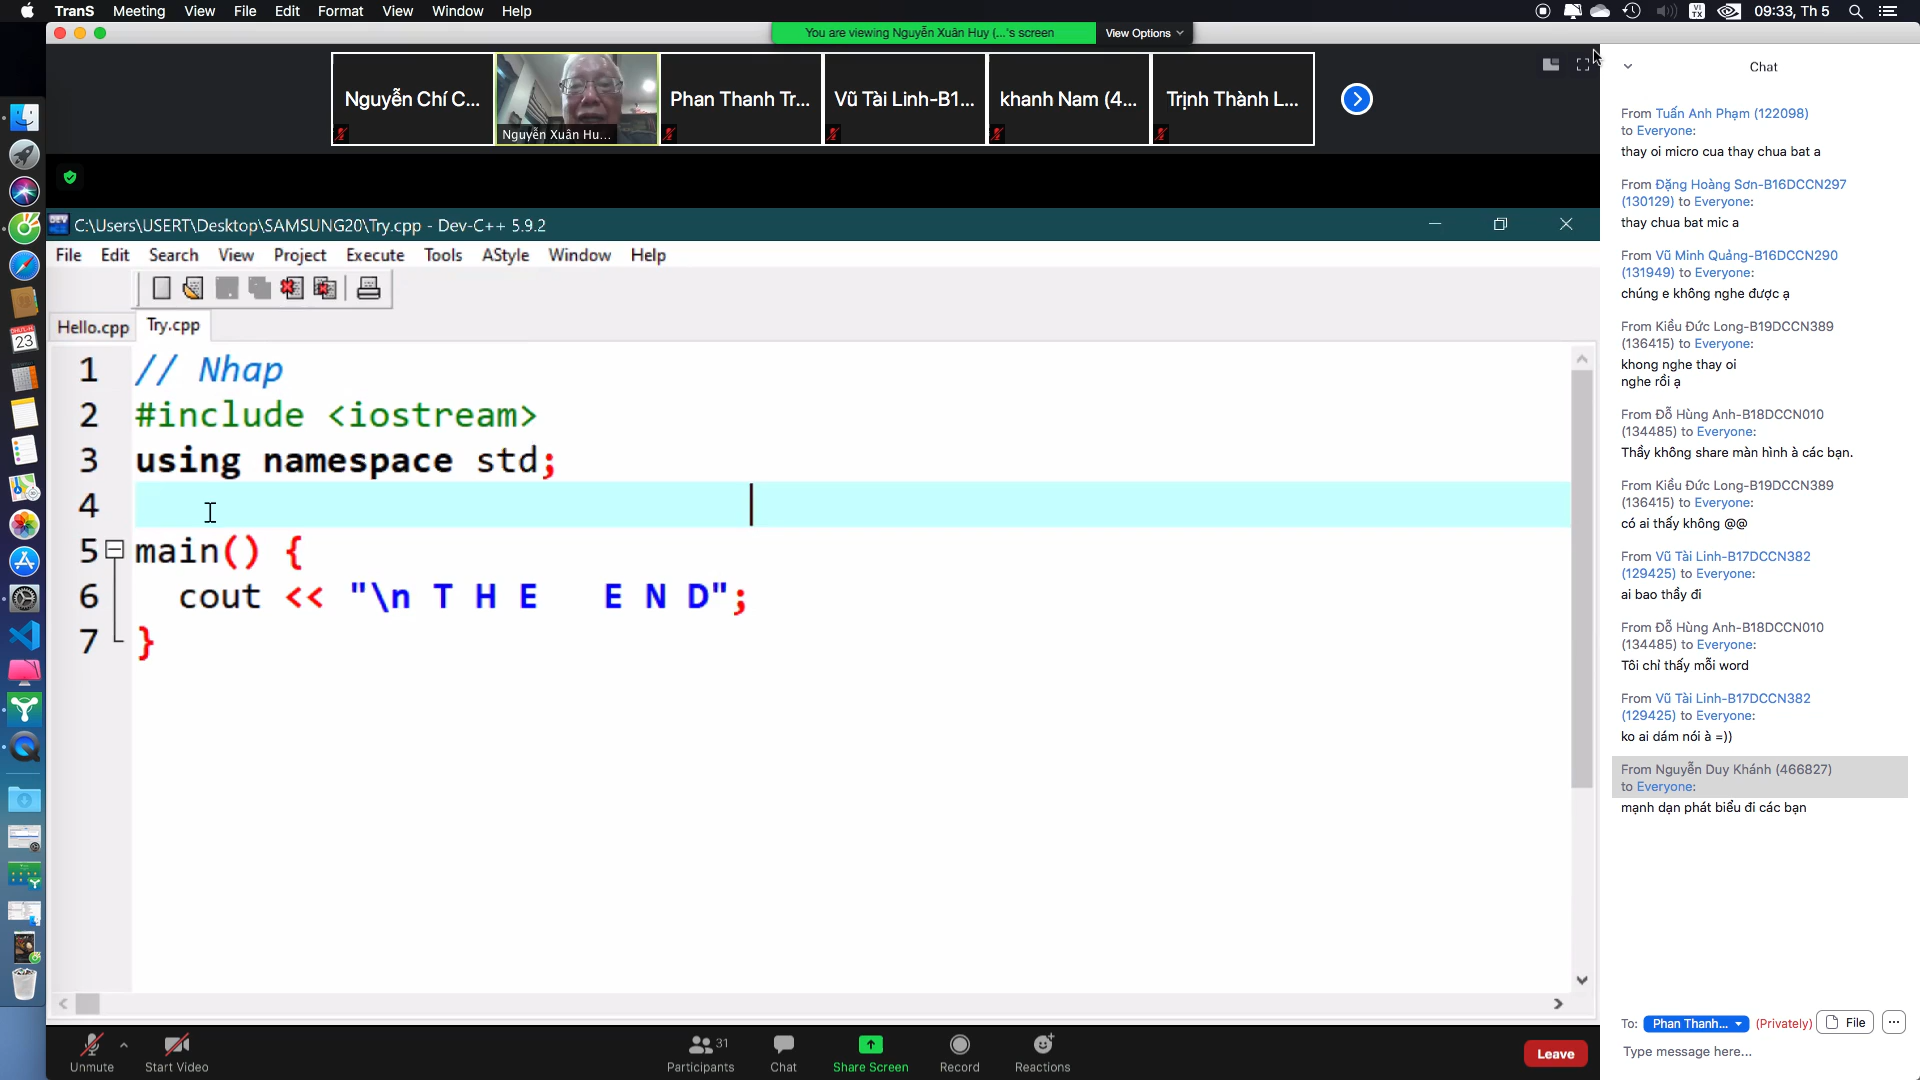 TranS Meeting View File Edit Format View Window Help
VI
TX
09:33, Th 5
You are viewing Nguyễn Xuân Huy (...'s screen
View Options
Nguyễn Chí C...
Nguyễn Xuân Hu...
Phan Thanh Tr...
Vũ Tài Linh-B1...
khanh Nam (4...
Trịnh Thành L...
C:\Users\USERT\Desktop\SAMSUNG20\Try.cpp - Dev-C++ 5.9.2
File Edit Search View Project Execute Tools AStyle Window Help
Hello.cpp Try.cpp
1 // Nhap
2 #include <iostream>
3 using namespace std;
4
5 main() {
6 cout << "\n T H E   E N D";
7 }
Chat
From Tuấn Anh Phạm (122098)
to Everyone:
thay oi micro cua thay chua bat a
From Đặng Hoàng Sơn-B16DCCN297
(130129) to Everyone:
thay chua bat mic a
From Vũ Minh Quảng-B16DCCN290
(131949) to Everyone:
chúng e không nghe được ạ
From Kiều Đức Long-B19DCCN389
(136415) to Everyone:
khong nghe thay oi
nghe rồi ạ
From Đỗ Hùng Anh-B18DCCN010
(134485) to Everyone:
Thầy không share màn hình à các bạn.
From Kiều Đức Long-B19DCCN389
(136415) to Everyone:
có ai thấy không @@
From Vũ Tài Linh-B17DCCN382
(129425) to Everyone:
ai bao thầy đi
From Đỗ Hùng Anh-B18DCCN010
(134485) to Everyone:
Tôi chỉ thấy mỗi word
From Vũ Tài Linh-B17DCCN382
(129425) to Everyone:
ko ai dám nói à =))
From Nguyễn Duy Khánh (466827)
to Everyone:
mạnh dạn phát biểu đi các bạn
To: Phan Thanh... (Privately) File
Type message here...
23
Unmute
Start Video
31
Participants
Chat
Share Screen
Record
Reactions
Leave